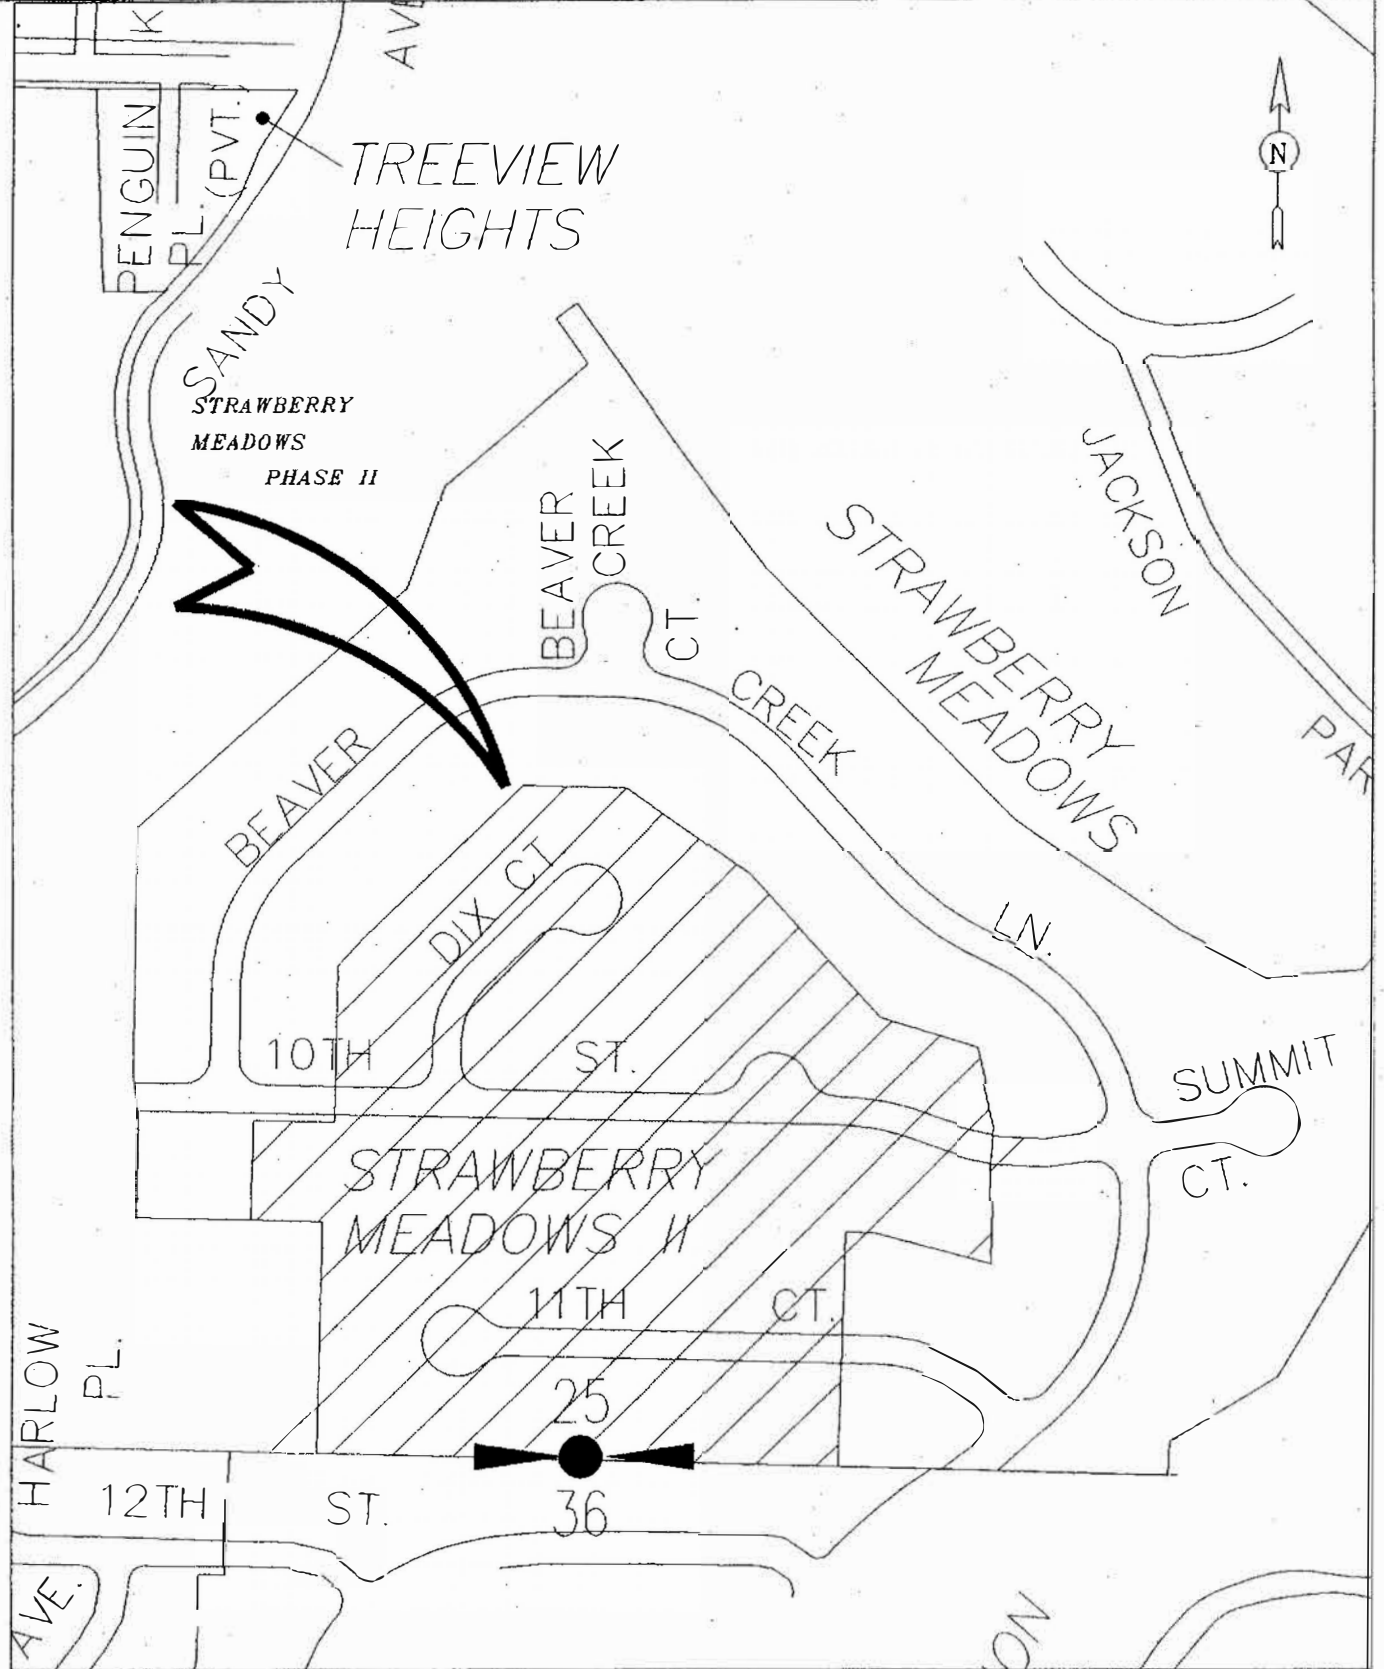 K
AVE
N
PENGUIN
PL. (PVT.)
TREEVIEW
HEIGHTS
SANDY
STRAWBERRY
MEADOWS
PHASE II
BEAVER
CREEK
CT.
STRAWBERRY
MEADOWS
JACKSON
PAR
BEAVER
CREEK
LN.
DIX CT
10TH
ST.
SUMMIT
CT.
STRAWBERRY
MEADOWS II
11TH
CT.
HARLOW
PL.
25
36
12TH
ST.
AVE.
ON